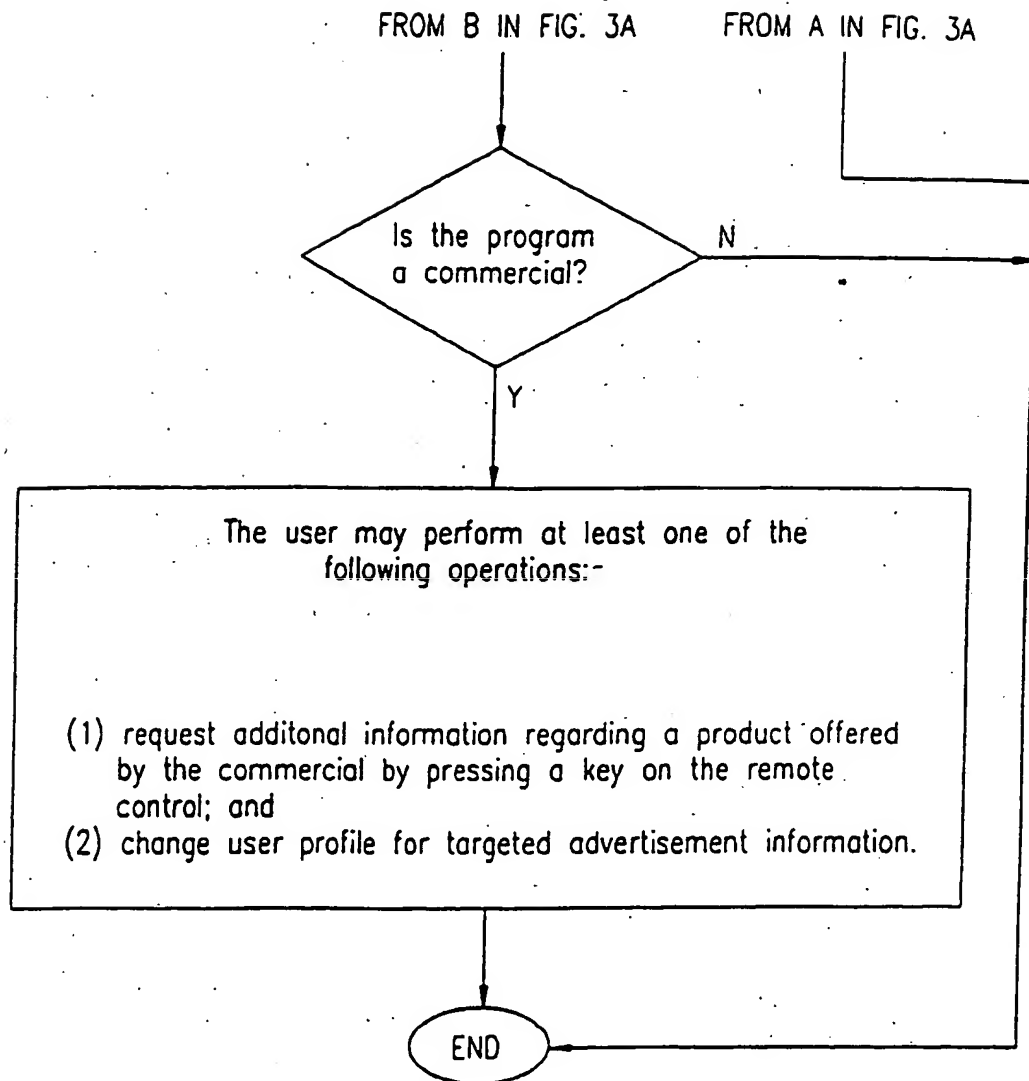 FROM B IN FIG. 3A
FROM A IN FIG. 3A
Is the program
a commercial?
N
Y
The user may perform at least one of the
following operations:-
(1) request additonal information regarding a product offered
by the commercial by pressing a key on the remote
control; and
(2) change user profile for targeted advertisement information.
END